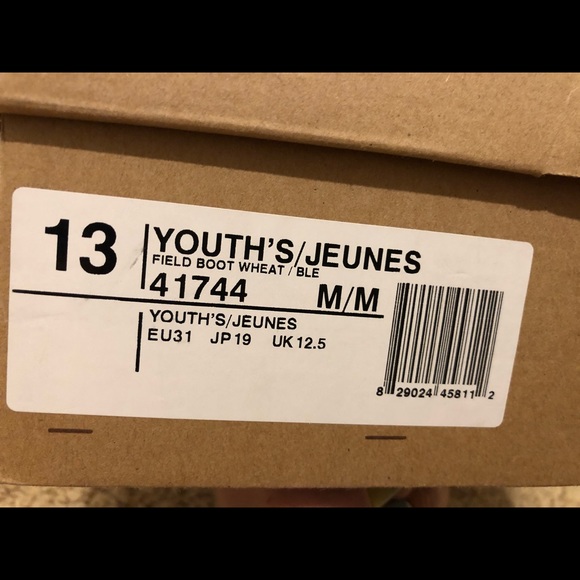 13
YOUTH'S/JEUNES
FIELD BOOT WHEAT / BLE
41744 M/M
YOUTH'S/JEUNES
EU31 JP19 UK12.5
8 29024 45811 2